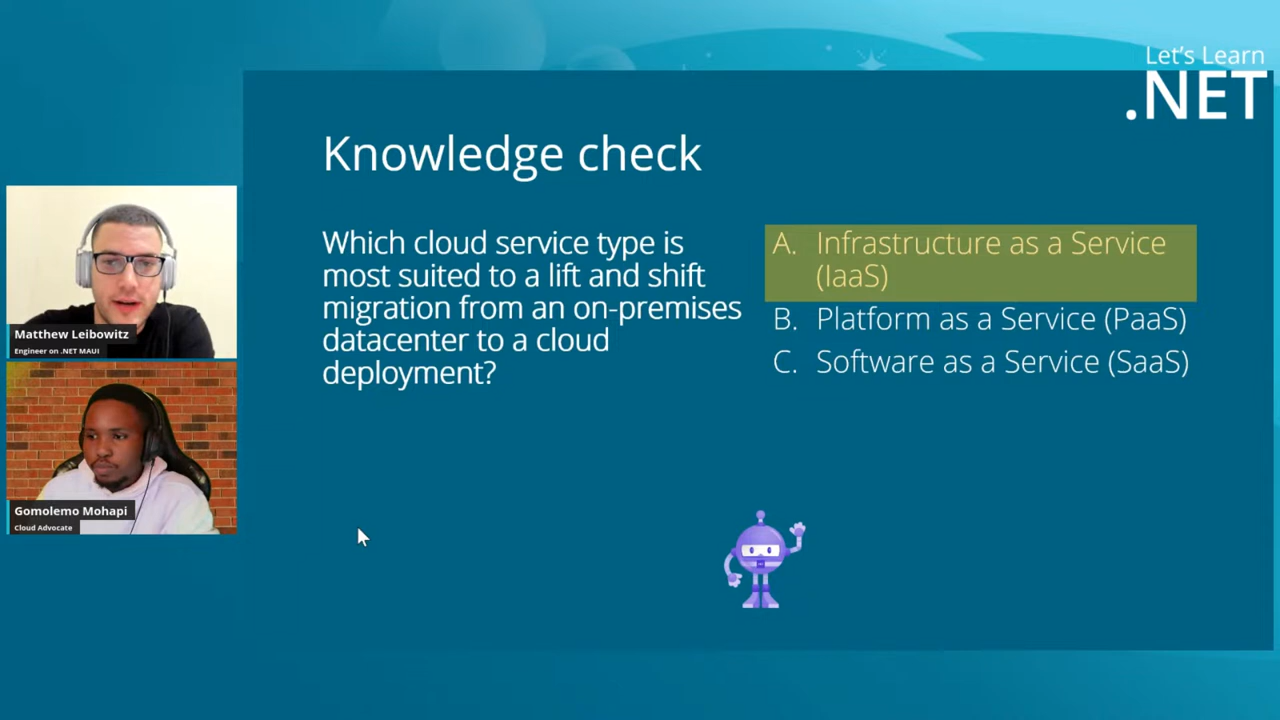 Let's Learn
.NET
Knowledge check
Which cloud service type is
most suited to a lift and shift
migration from an on-premises
datacenter to a cloud
deployment?
A. Infrastructure as a Service
(IaaS)
B. Platform as a Service (PaaS)
C. Software as a Service (SaaS)
Matthew Leibowitz
Engineer on .NET MAUI
Gomolemo Mohapi
Cloud Advocate